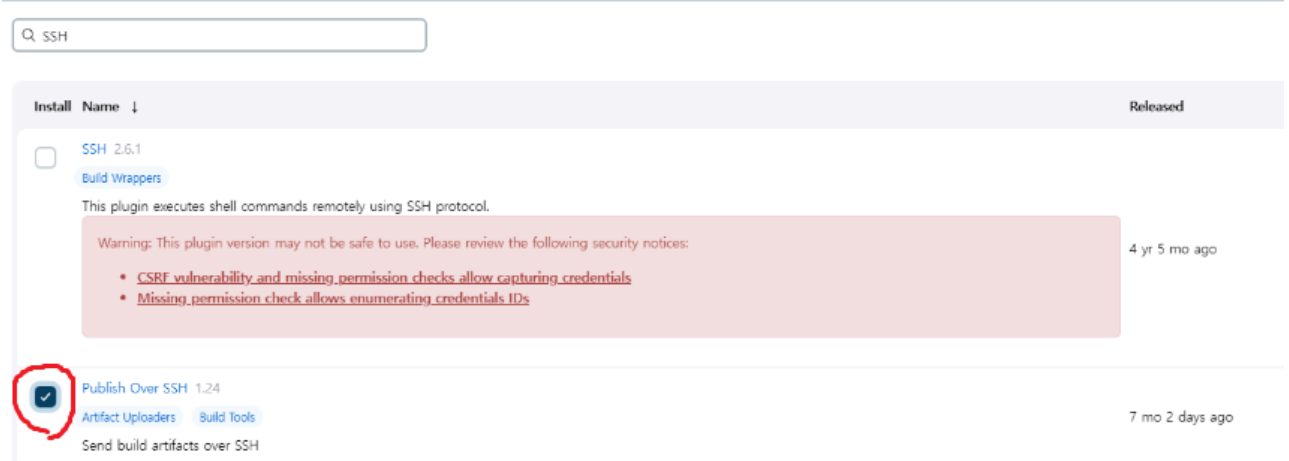 SSH
Install Name ↓ Released
SSH 2.6.1
Build Wrappers
This plugin executes shell commands remotely using SSH protocol.
Warning: This plugin version may not be safe to use. Please review the following security notices:
• CSRF vulnerability and missing permission checks allow capturing credentials
• Missing permission check allows enumerating credentials IDs
4 yr 5 mo ago
Publish Over SSH 1.24
Artifact Uploaders Build Tools
7 mo 2 days ago
Send build artifacts over SSH